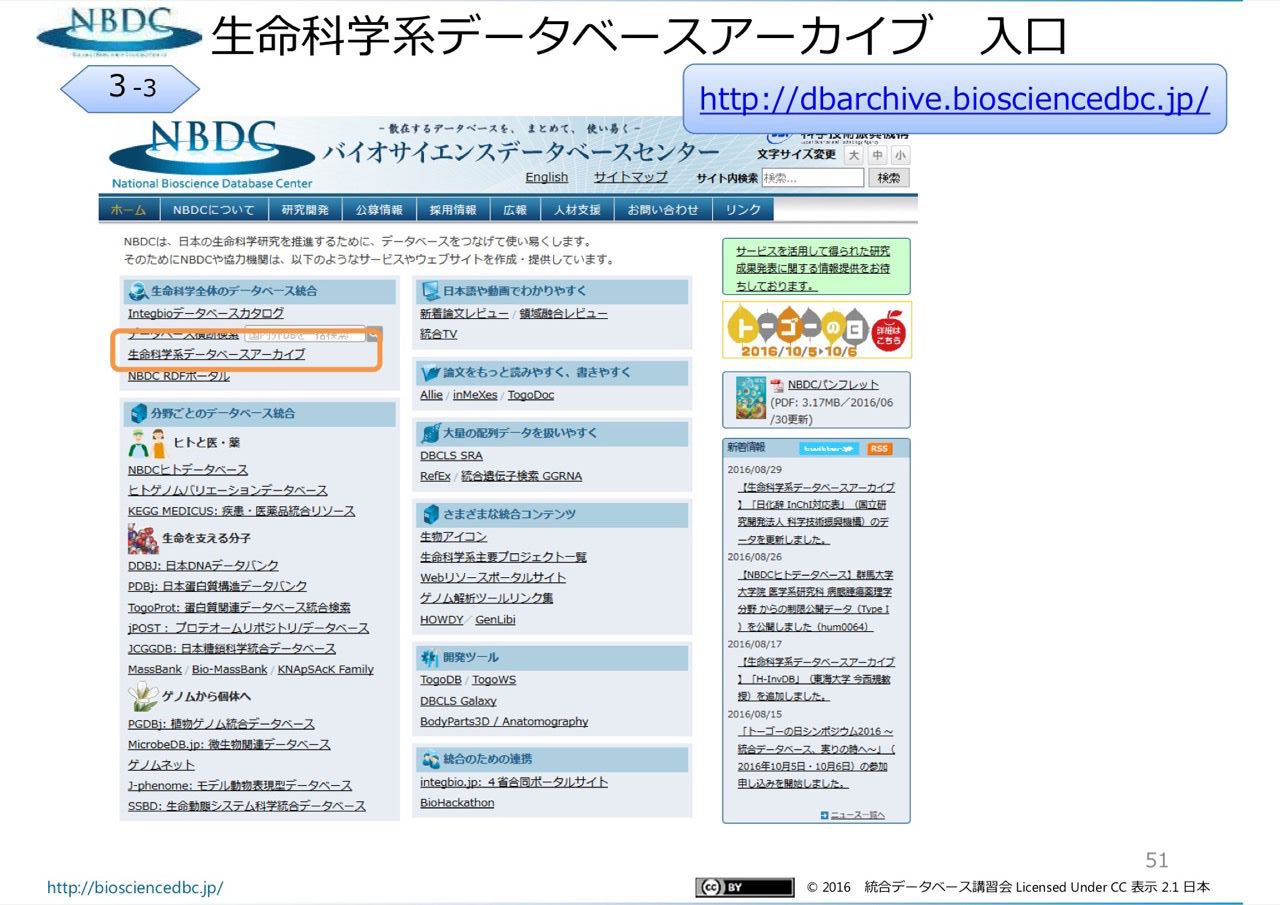 NBDC
生命科学系データベースアーカイブ　入口
3-3
http://dbarchive.biosciencedbc.jp/
NBDC
National Bioscience Database Center
－散在するデータベースを、まとめて、使い易く－
バイオサイエンスデータベースセンター
English サイトマップ
文字サイズ変更 大 中 小
サイト内検索 検索... 検索
ホーム NBDCについて 研究開発 公募情報 採用情報 広報 人材支援 お問い合わせ リンク
NBDCは、日本の生命科学研究を推進するために、データベースをつなげて使い易くします。
そのためにNBDCや協力機関は、以下のようなサービスやウェブサイトを作成・提供しています。
生命科学全体のデータベース統合
Integbioデータベースカタログ
データベース横断検索
生命科学系データベースアーカイブ
NBDC RDFポータル
分野ごとのデータベース統合
ヒトと医・薬
NBDCヒトデータベース
ヒトゲノムバリエーションデータベース
KEGG MEDICUS: 疾患・医薬品統合リソース
生命を支える分子
DDBJ: 日本DNAデータバンク
PDBj: 日本蛋白質構造データバンク
TogoProt: 蛋白質関連データベース統合検索
jPOST： プロテオームリポジトリ/データベース
JCGGDB: 日本糖鎖科学統合データベース
MassBank / Bio-MassBank / KNApSAcK Family
ゲノムから個体へ
PGDBj: 植物ゲノム統合データベース
MicrobeDB.jp: 微生物関連データベース
ゲノムネット
J-phenome: モデル動物表現型データベース
SSBD: 生命動態システム科学統合データベース
日本語や動画でわかりやすく
新着論文レビュー / 領域融合レビュー
統合TV
論文をもっと読みやすく、書きやすく
Allie / inMeXes / TogoDoc
大量の配列データを扱いやすく
DBCLS SRA
RefEx / 統合遺伝子検索 GGRNA
さまざまな統合コンテンツ
生物アイコン
生命科学系主要プロジェクト一覧
Webリソースポータルサイト
ゲノム解析ツールリンク集
HOWDY / GenLibi
開発ツール
TogoDB / TogoWS
DBCLS Galaxy
BodyParts3D / Anatomography
統合のための連携
integbio.jp: ４省合同ポータルサイト
BioHackathon
サービスを活用して得られた研究
成果発表に関する情報提供をお待
ちしております。
トーゴーの日
詳細は
こちら
2016/10/5▶10/6
NBDCパンフレット
(PDF: 3.17MB／2016/06
/30更新)
新着情報 twitter RSS
2016/08/29
【生命科学系データベースアーカイブ
】「日化辞 InChI対応表」（国立研
究開発法人 科学技術振興機構）のデ
ータを更新しました。
2016/08/26
【NBDCヒトデータベース】群馬大学
大学院 医学系研究科 病態腫瘍薬理学
分野 からの制限公開データ（Type I
）を公開しました（hum0064）
2016/08/17
【生命科学系データベースアーカイブ
】「H-InvDB」（東海大学 今西規教
授）を追加しました。
2016/08/15
「トーゴーの日シンポジウム2016 ～
統合データベース、実りの時へ～」（
2016年10月5日・10月6日）の参加
申し込みを開始しました。
ニュース一覧へ
51
http://biosciencedbc.jp/
cc BY
© 2016　統合データベース講習会 Licensed Under CC 表示 2.1 日本